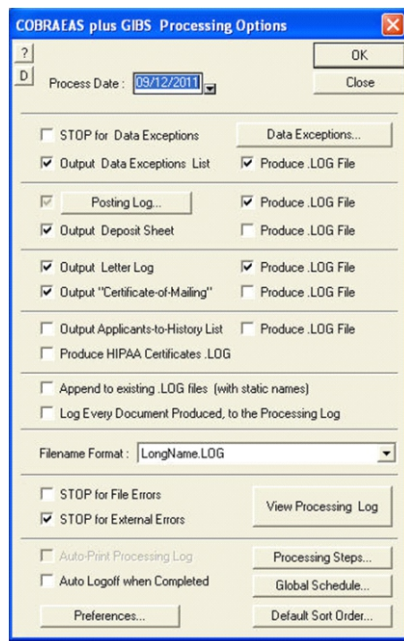 COBRAEAS plus GIBS Processing Options
?
OK
D
Process Date : 09/12/2011
Close
STOP for Data Exceptions
Data Exceptions...
Output Data Exceptions List
Produce .LOG File
Posting Log...
Produce .LOG File
Output Deposit Sheet
Produce .LOG File
Output Letter Log
Produce .LOG File
Output "Certificate-of-Mailing"
Produce .LOG File
Output Applicants-to-History List
Produce .LOG File
Produce HIPAA Certificates .LOG
Append to existing .LOG files (with static names)
Log Every Document Produced, to the Processing Log
Filename Format : LongName.LOG
STOP for File Errors
View Processing Log
STOP for External Errors
Auto-Print Processing Log
Processing Steps...
Auto Logoff when Completed
Global Schedule...
Preferences...
Default Sort Order...